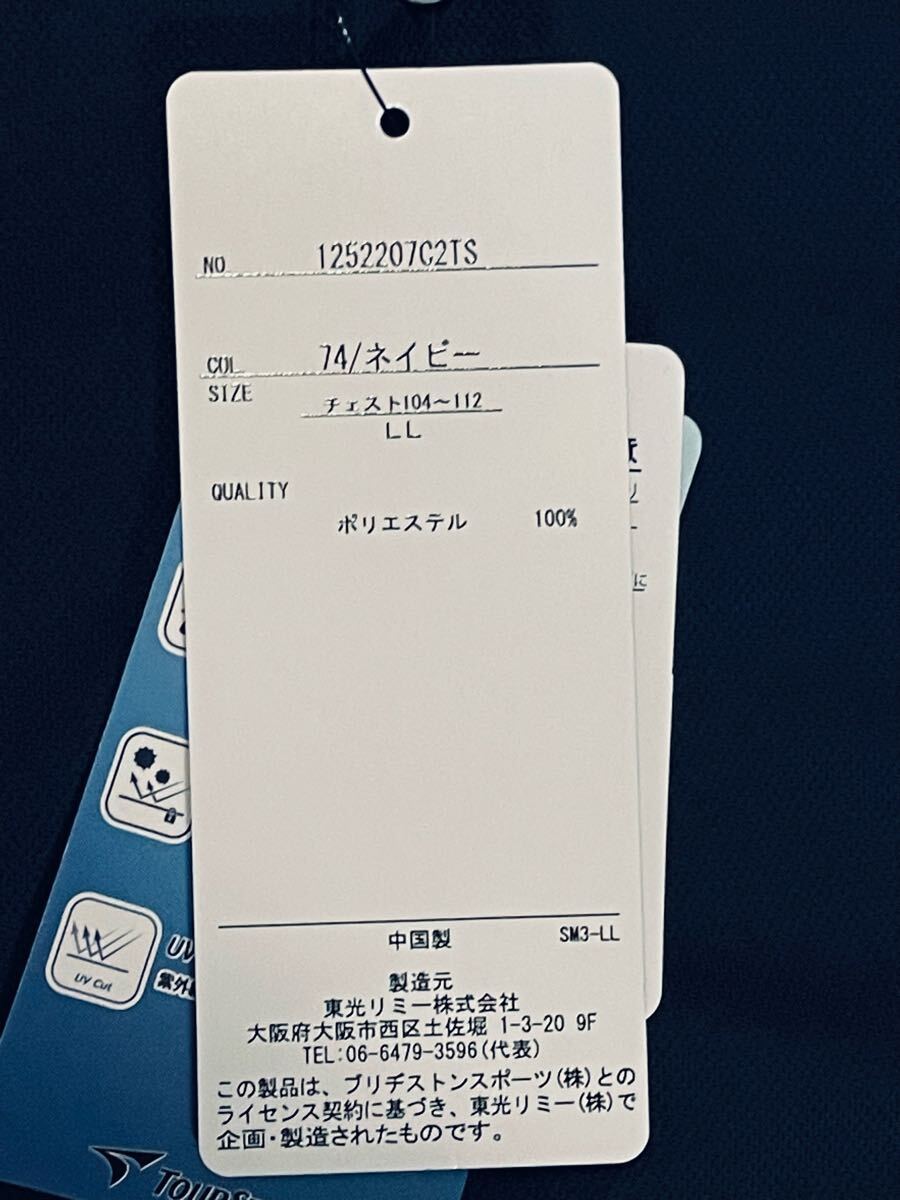 NO 1252207C2TS
COL 74/ネイビー
SIZE チェスト104～112
LL
QUALITY
ポリエステル 100%
中国製 SM3-LL
製造元
東光リミー株式会社
大阪府大阪市西区土佐堀 1-3-20 9F
TEL:06-6479-3596(代表)
この製品は、ブリヂストンスポーツ(株)との
ライセンス契約に基づき、東光リミー(株)で
企画・製造されたものです。
に
UV Cut
UV
紫外